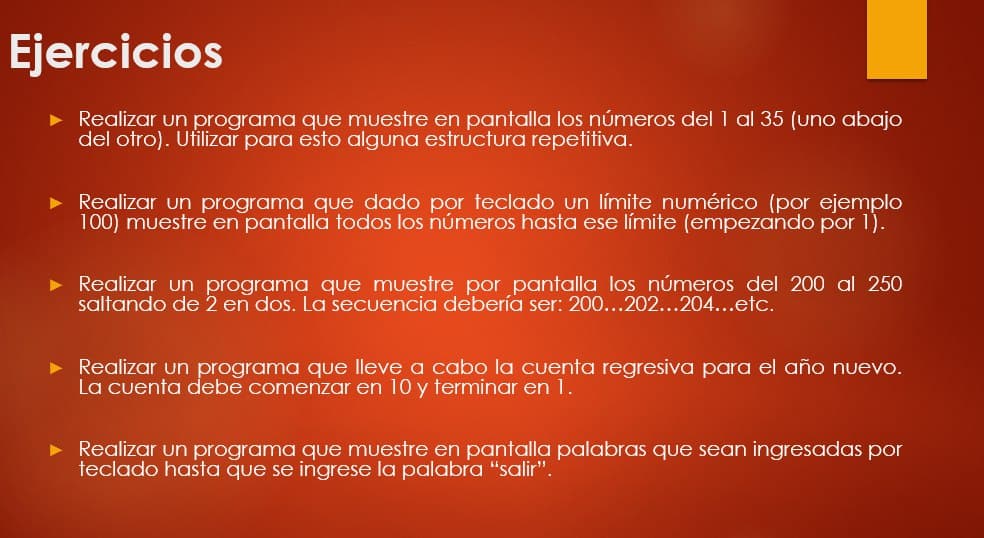 Ejercicios
Realizar un programa que muestre en pantalla los números del 1 al 35 (uno abajo
del otro). Utilizar para esto alguna estructura repetitiva.
Realizar un programa que dado por teclado un límite numérico (por ejemplo
100) muestre en pantalla todos los números hasta ese límite (empezando por 1).
Realizar un programa que muestre por pantalla los números del 200 al 250
saltando de 2 en dos. La secuencia debería ser: 200...202...204...etc.
Realizar un programa que lleve a cabo la cuenta regresiva para el año nuevo.
La cuenta debe comenzar en 10 y terminar en 1.
Realizar un programa que muestre en pantalla palabras que sean ingresadas por
teclado hasta que se ingrese la palabra “salir”.